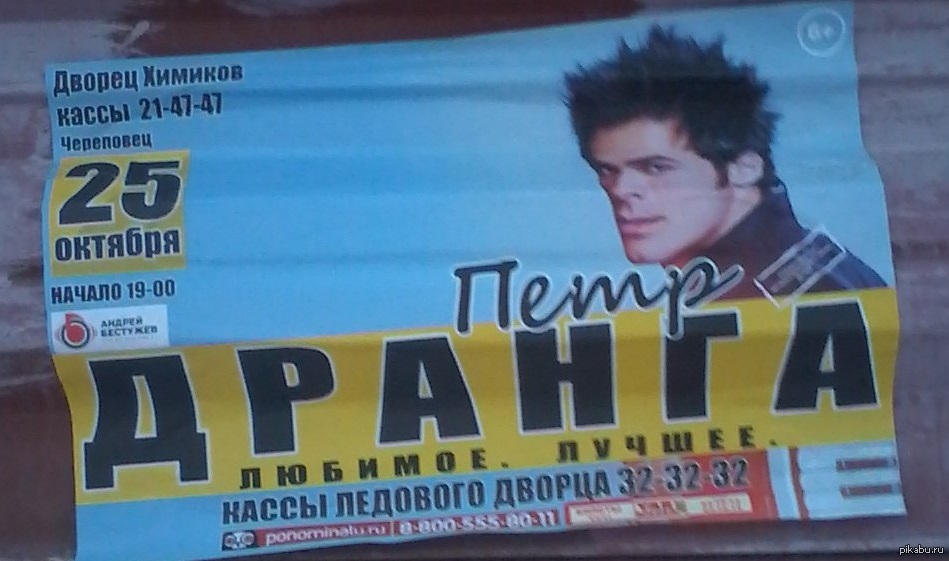 6+
Дворец Химиков
кассы 21-47-47
Череповец
25
октября
НАЧАЛО 19-00
АНДРЕЙ
БЕСТУЖЕВ
Петр
ДРАНГА
ЛЮБИМОЕ. ЛУЧШЕЕ.
КАССЫ ЛЕДОВОГО ДВОРЦА 32-32-32
ponominalu.ru 8-800-555-80-11
pikabu.ru